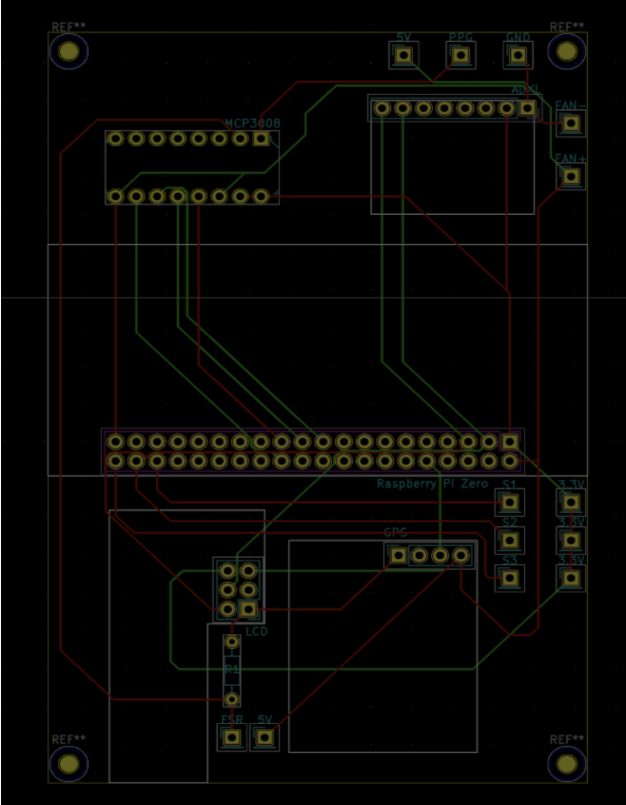 REF**
REF**
5V
PPG
GND
ADXL
FAN-
MCP3008
FAN+
Raspberry Pi Zero
S1
3.3V
S2
3.3V
GPS
S3
3.3V
LCD
R1
FSR
5V
REF**
REF**